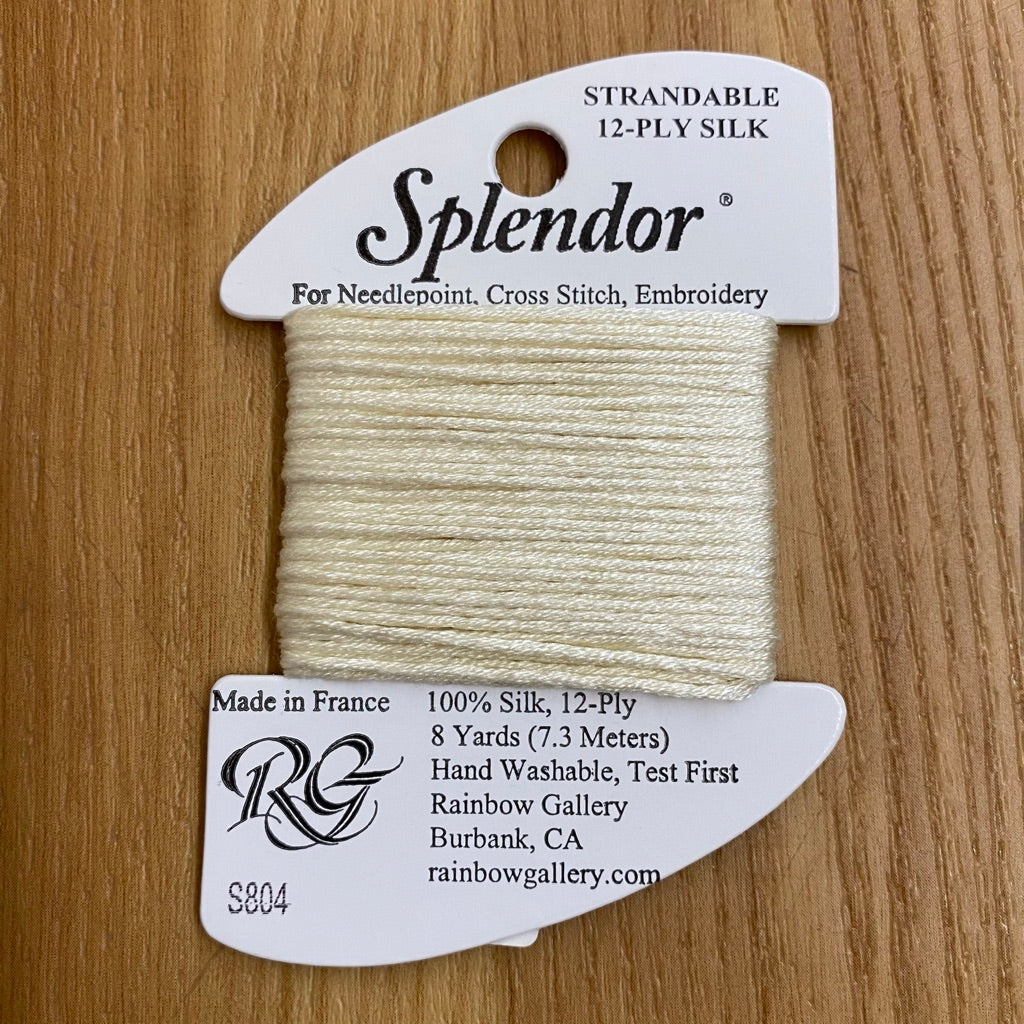 STRANDABLE
12-PLY SILK
Splendor ®
For Needlepoint, Cross Stitch, Embroidery
Made in France
RG
S804
100% Silk, 12-Ply
8 Yards (7.3 Meters)
Hand Washable, Test First
Rainbow Gallery
Burbank, CA
rainbowgallery.com